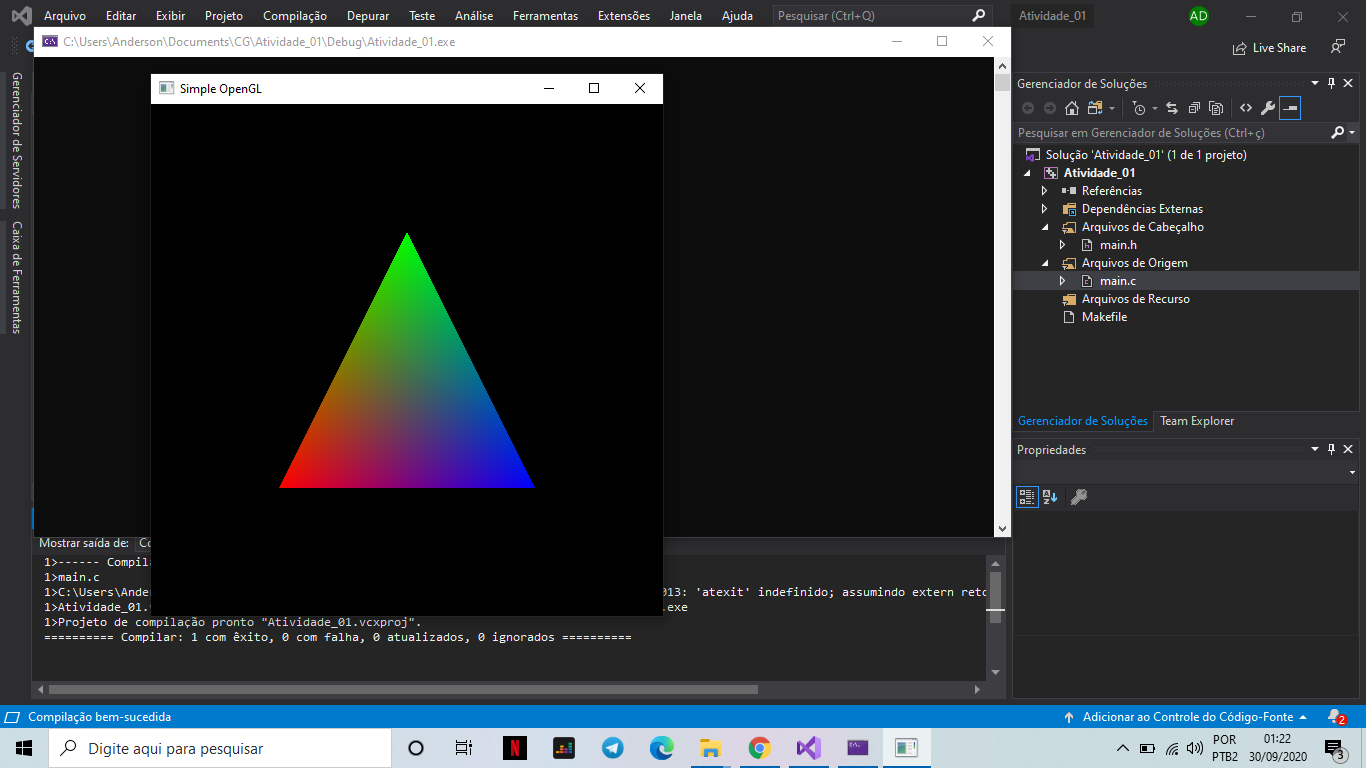 Arquivo Editar Exibir Projeto Compilação Depurar Teste Análise Ferramentas Extensões Janela Ajuda Pesquisar (Ctrl+Q) Atividade_01 AD
C:\Users\Anderson\Documents\CG\Atividade_01\Debug\Atividade_01.exe
Live Share
Simple OpenGL
Gerenciador de Servidores
Caixa de Ferramentas
Gerenciador de Soluções
Pesquisar em Gerenciador de Soluções (Ctrl+ç)
Solução 'Atividade_01' (1 de 1 projeto)
Atividade_01
Referências
Dependências Externas
Arquivos de Cabeçalho
main.h
Arquivos de Origem
main.c
Arquivos de Recurso
Makefile
Gerenciador de Soluções Team Explorer
Propriedades
Mostrar saída de:
1>------ Compil
1>main.c
1>C:\Users\Ande 013: 'atexit' indefinido; assumindo extern reto
1>Atividade_01. .exe
1>Projeto de compilação pronto "Atividade_01.vcxproj".
========== Compilar: 1 com êxito, 0 com falha, 0 atualizados, 0 ignorados ==========
Compilação bem-sucedida Adicionar ao Controle do Código-Fonte 2
Digite aqui para pesquisar
POR
PTB2
01:22
30/09/2020
3